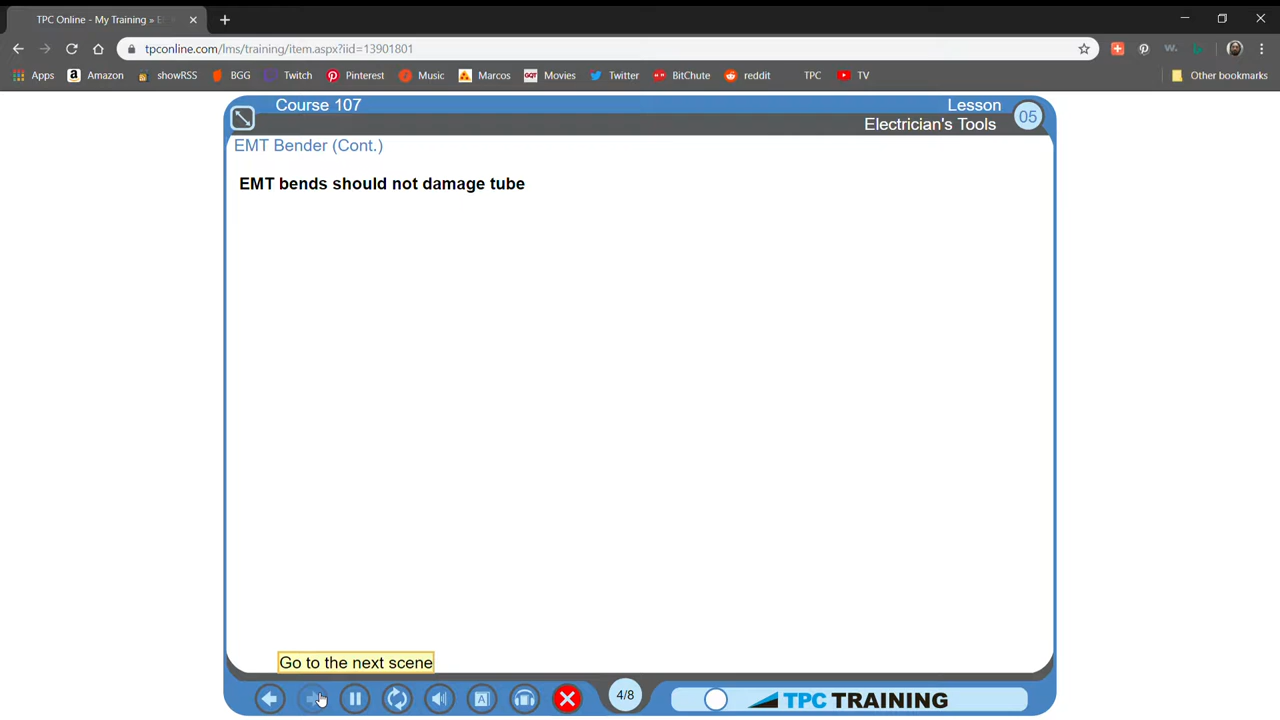 TPC Online - My Training »
tpconline.com/lms/training/item.aspx?iid=13901801
Apps Amazon showRSS BGG Twitch Pinterest Music Marcos GQT Movies Twitter BitChute reddit TPC TV Other bookmarks
Course 107
Lesson
Electrician's Tools
05
EMT Bender (Cont.)
EMT bends should not damage tube
Go to the next scene
A
4/8
TPC TRAINING